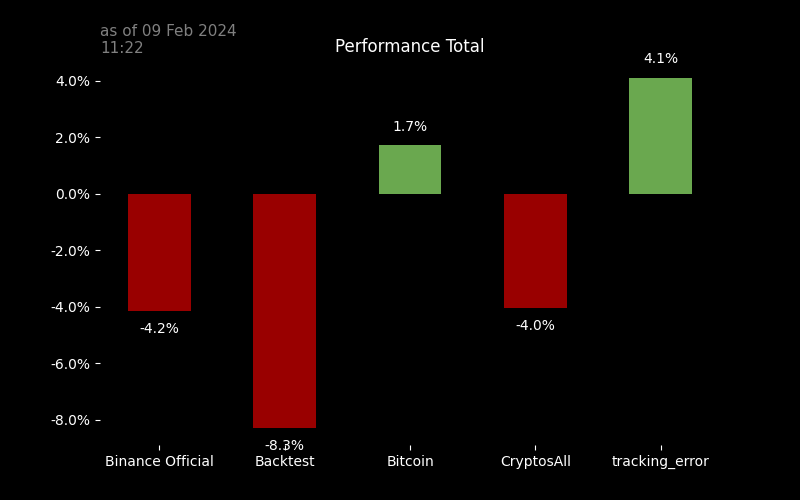 as of 09 Feb 2024
11:22
Performance Total
4.1%
4.0%
2.0%
1.7%
0.0%
-2.0%
-4.0%
-4.2%
-4.0%
-6.0%
-8.0%
-8.3%
Binance Official
Backtest
Bitcoin
CryptosAll
tracking_error